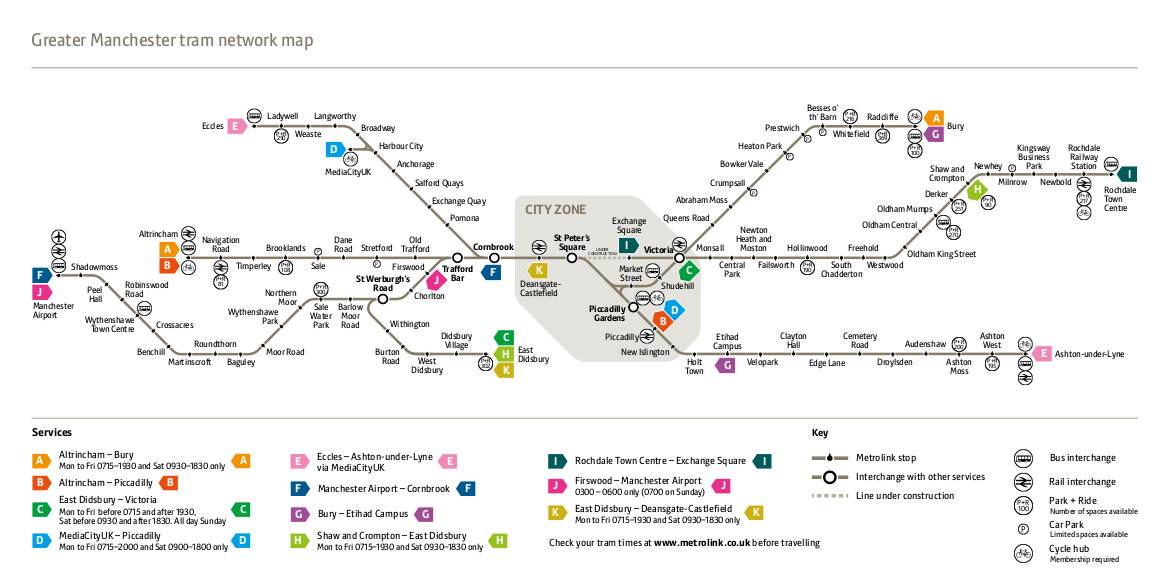 Greater Manchester tram network map
Eccles
E
Ladywell
P+R
Weaste
Langworthy
Broadway
D
MediaCityUK
Harbour City
Anchorage
Salford Quays
Exchange Quay
Pomona
Cornbrook
F
Altrincham
A
B
Navigation
Road
P+R
81
Timperley
Brooklands
P+R
108
P
Sale
Dane
Road
Stretford
P
Old
Trafford
Trafford
Bar
Firswood
J
Chorlton
St Werburgh's
Road
F
J
Manchester
Airport
Shadowmoss
Peel
Hall
Robinswood
Road
Wythenshawe
Town Centre
Crossacres
Benchill
Martinscroft
Roundthorn
Baguley
Moor Road
Wythenshawe
Park
Northern
Moor
P+R
300
Sale
Water
Park
Barlow
Moor
Road
Withington
Burton
Road
West
Didsbury
Didsbury
Village
P+R
302
C
H
K
East
Didsbury
CITY ZONE
K
Deansgate-
Castlefield
St Peter's
Square
UNDER
CONSTRUCTION
Exchange
Square
I
Victoria
C
Market
Street
Shudehill
Piccadilly
Gardens
D
B
Piccadilly
New Islington
Queens Road
Abraham Moss
Crumpsall
P
Bowker Vale
Heaton Park
P
Prestwich
P
Besses o'
th' Barn
P
P+R
216
Whitefield
Radcliffe
P+R
P+R
100
A
G
Bury
Monsall
Central
Park
Newton
Heath and
Moston
Failsworth
Hollinwood
P+R
190
South
Chadderton
Freehold
Westwood
Oldham King Street
Oldham Central
Oldham Mumps
P+R
270
Derker
P+R
251
Shaw and
Crompton
H
P+R
90
Newhey
P
Milnrow
Kingsway
Business
Park
Newbold
Rochdale
Railway
Station
P+R
217
I
Rochdale
Town
Centre
Holt
Town
Etihad
Campus
G
Velopark
Clayton
Hall
Edge Lane
Cemetery
Road
Droylsden
Audenshaw
P+R
200
Ashton
Moss
Ashton
West
P+R
195
E
Ashton-under-Lyne
Services
A Altrincham – Bury A
Mon to Fri 0715–1930 and Sat 0930–1830 only
B Altrincham – Piccadilly B
C East Didsbury – Victoria C
Mon to Fri before 0715 and after 1930,
Sat before 0930 and after 1830. All day Sunday
D MediaCityUK – Piccadilly D
Mon to Fri 0715–2000 and Sat 0900–1800 only
E Eccles – Ashton-under-Lyne E
via MediaCityUK
F Manchester Airport – Cornbrook F
G Bury – Etihad Campus G
H Shaw and Crompton – East Didsbury H
Mon to Fri 0715–1930 and Sat 0930–1830 only
I Rochdale Town Centre – Exchange Square I
J Firswood – Manchester Airport J
0300 – 0600 only (0700 on Sunday)
K East Didsbury – Deansgate-Castlefield K
Mon to Fri 0715–1930 and Sat 0930–1830 only
Check your tram times at www.metrolink.co.uk before travelling
Key
Metrolink stop
Interchange with other services
Line under construction
Bus interchange
Rail interchange
P+R
100
Park + Ride
Number of spaces available
P
Car Park
Limited spaces available
Cycle hub
Membership required